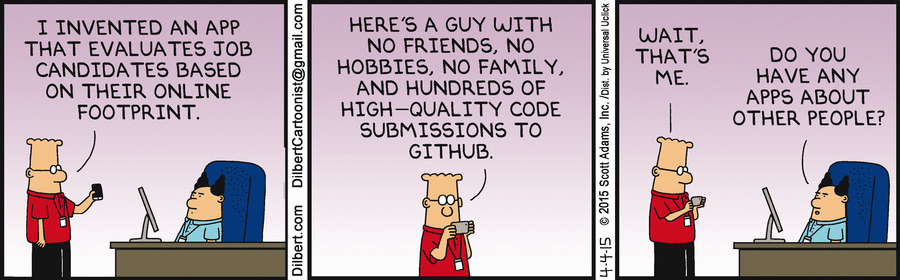 I INVENTED AN APP
THAT EVALUATES JOB
CANDIDATES BASED
ON THEIR ONLINE
FOOTPRINT.
Dilbert.com DilbertCartoonist@gmail.com
HERE'S A GUY WITH
NO FRIENDS, NO
HOBBIES, NO FAMILY,
AND HUNDREDS OF
HIGH-QUALITY CODE
SUBMISSIONS TO
GITHUB.
4-4-15 © 2015 Scott Adams, Inc. /Dist. by Universal Uclick
WAIT,
THAT'S
ME.
DO YOU
HAVE ANY
APPS ABOUT
OTHER PEOPLE?